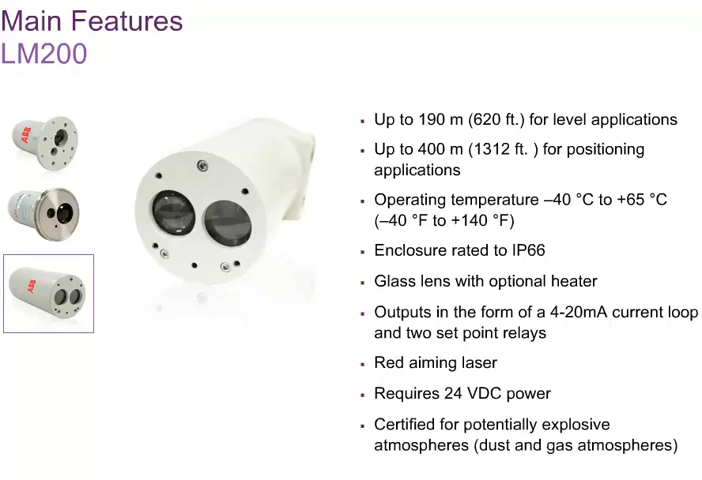 Main Features
LM200
ABB
ABB
Up to 190 m (620 ft.) for level applications
Up to 400 m (1312 ft. ) for positioning
applications
Operating temperature –40 °C to +65 °C
(–40 °F to +140 °F)
Enclosure rated to IP66
Glass lens with optional heater
Outputs in the form of a 4-20mA current loop
and two set point relays
Red aiming laser
Requires 24 VDC power
Certified for potentially explosive
atmospheres (dust and gas atmospheres)